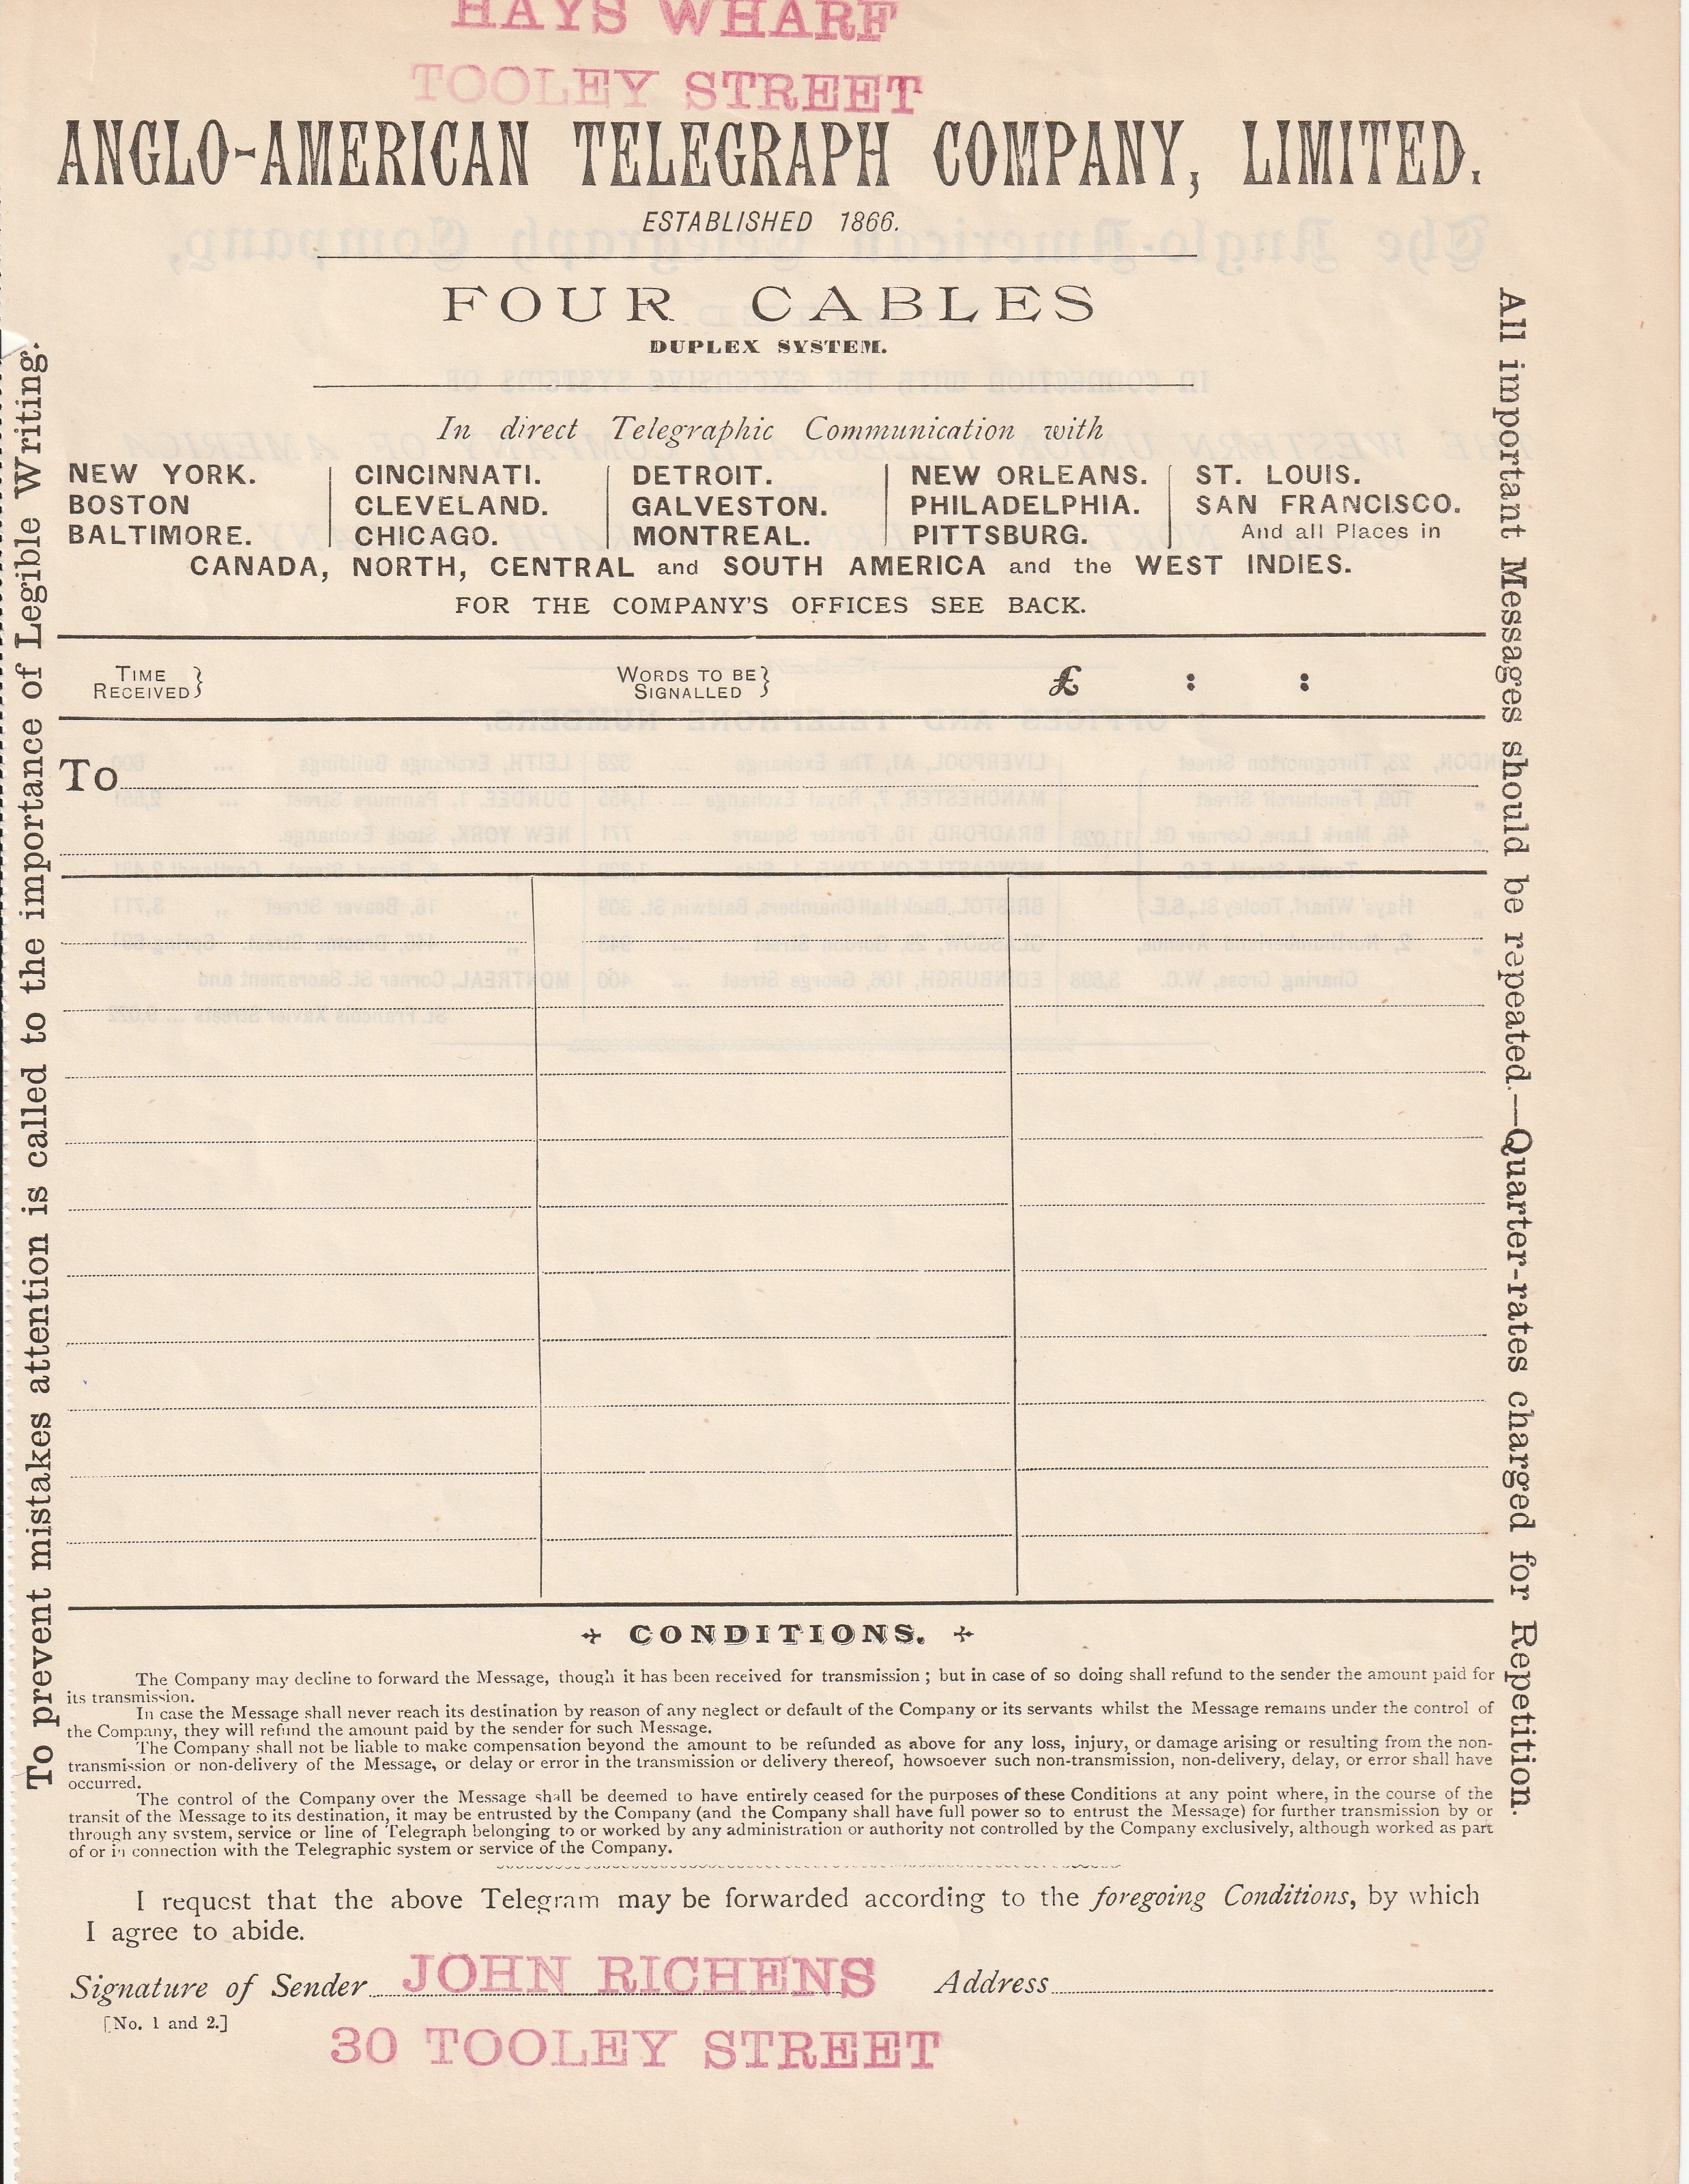 HAYS WHARF
TOOLEY STREET
ANGLO-AMERICAN TELEGRAPH COMPANY, LIMITED.
ESTABLISHED 1866.
FOUR CABLES
DUPLEX SYSTEM.
In direct Telegraphic Communication with
NEW YORK. CINCINNATI. DETROIT. NEW ORLEANS. ST. LOUIS.
BOSTON CLEVELAND. GALVESTON. PHILADELPHIA. SAN FRANCISCO.
BALTIMORE. CHICAGO. MONTREAL. PITTSBURG. And all Places in
CANADA, NORTH, CENTRAL and SOUTH AMERICA and the WEST INDIES.
FOR THE COMPANY'S OFFICES SEE BACK.
TIME RECEIVED} WORDS TO BE SIGNALLED} £ : :
To
To prevent mistakes attention is called to the importance of Legible Writing.
All important Messages should be repeated.—Quarter-rates charged for Repetition.
CONDITIONS.
The Company may decline to forward the Message, though it has been received for transmission; but in case of so doing shall refund to the sender the amount paid for
its transmission.
In case the Message shall never reach its destination by reason of any neglect or default of the Company or its servants whilst the Message remains under the control of
the Company, they will refund the amount paid by the sender for such Message.
The Company shall not be liable to make compensation beyond the amount to be refunded as above for any loss, injury, or damage arising or resulting from the non-
transmission or non-delivery of the Message, or delay or error in the transmission or delivery thereof, howsoever such non-transmission, non-delivery, delay, or error shall have
occurred.
The control of the Company over the Message shall be deemed to have entirely ceased for the purposes of these Conditions at any point where, in the course of the
transit of the Message to its destination, it may be entrusted by the Company (and the Company shall have full power so to entrust the Message) for further transmission by or
through any system, service or line of Telegraph belonging to or worked by any administration or authority not controlled by the Company exclusively, although worked as part
of or in connection with the Telegraphic system or service of the Company.
I request that the above Telegram may be forwarded according to the foregoing Conditions, by which
I agree to abide.
Signature of Sender JOHN RICHENS Address
[No. 1 and 2.]
30 TOOLEY STREET